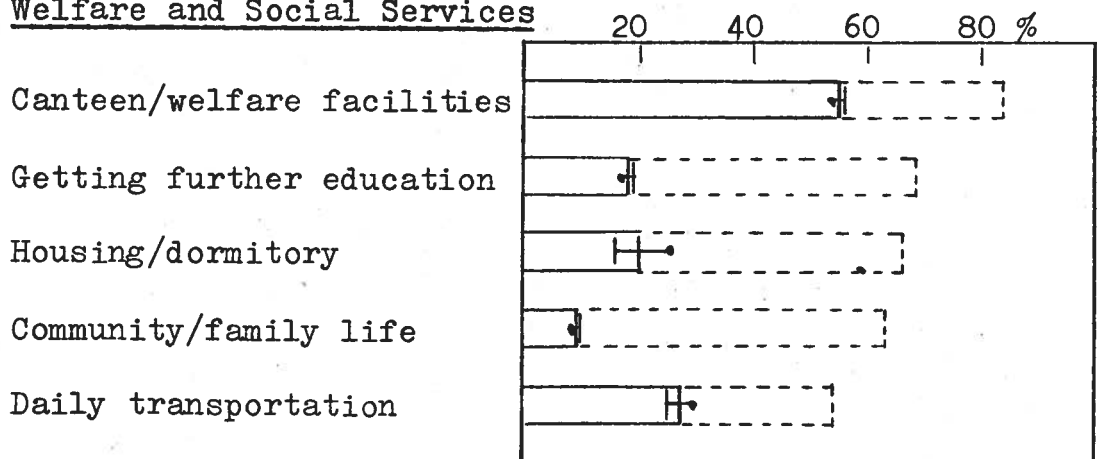 Welfare and Social Services
20 40 60 80 %
Canteen/welfare facilities
Getting further education
Housing/dormitory
Community/family life
Daily transportation